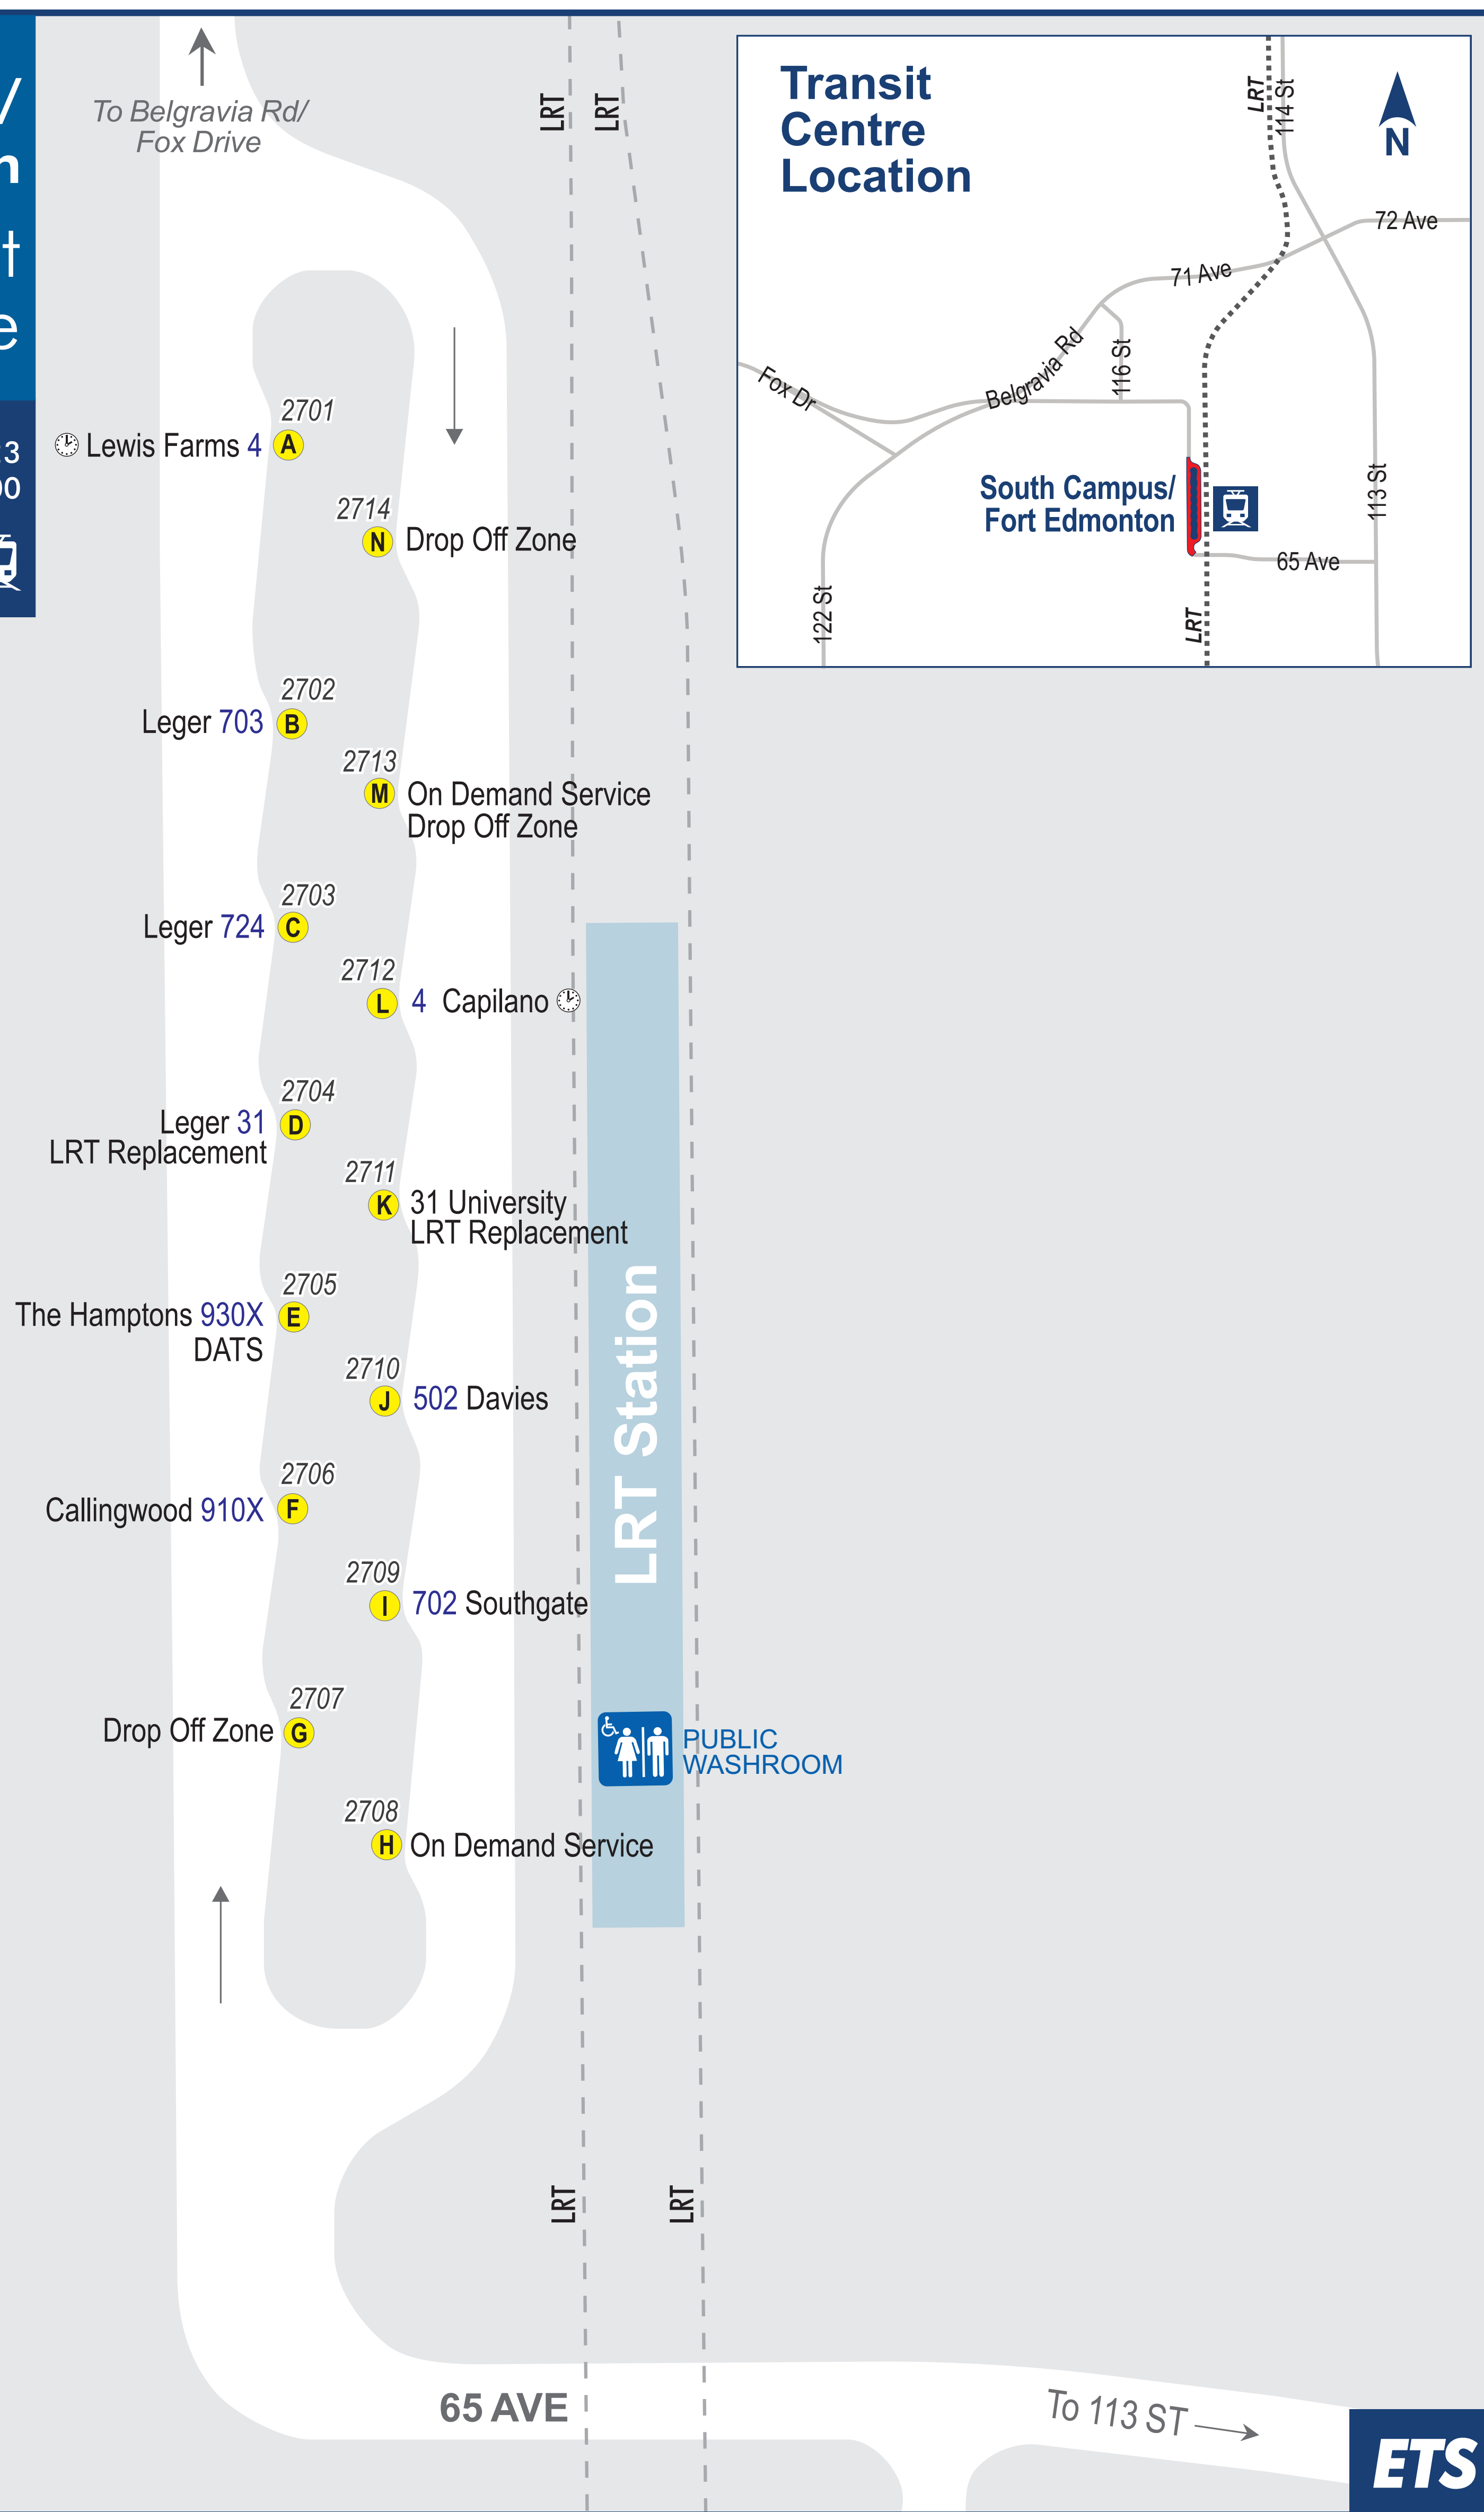 To Belgravia Rd/
Fox Drive
LRT
LRT
Transit
Centre
Location
LRT
114 St
N
72 Ave
71 Ave
116 St
Belgravia Rd
Fox Dr
South Campus/
Fort Edmonton
113 St
65 Ave
122 St
LRT
2701
Lewis Farms 4 A
2714
N Drop Off Zone
2702
Leger 703 B
2713
M On Demand Service
Drop Off Zone
2703
Leger 724 C
2712
L 4 Capilano
2704
Leger 31 D
LRT Replacement
2711
K 31 University
LRT Replacement
2705
The Hamptons 930X E
DATS
2710
J 502 Davies
2706
Callingwood 910X F
2709
I 702 Southgate
LRT Station
2707
Drop Off Zone G
PUBLIC
WASHROOM
2708
H On Demand Service
LRT
LRT
65 AVE
To 113 ST
ETS